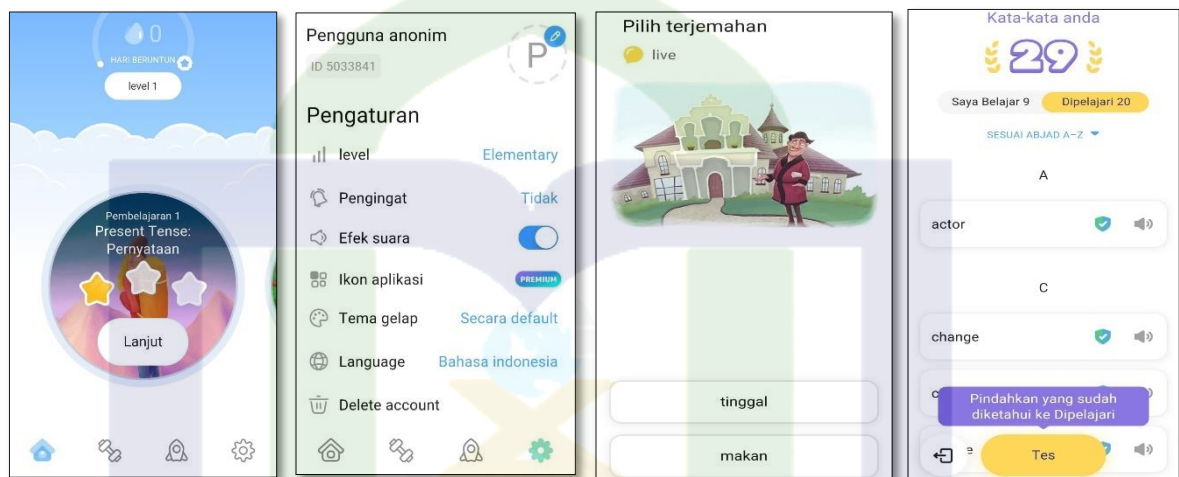 0
HARI BERUNTUN
level 1
Pembelajaran 1
Present Tense:
Pernyataan
Lanjut
Pengguna anonim
P
ID 5033841
Pengaturan
level Elementary
Pengingat Tidak
Efek suara
Ikon aplikasi PREMIUM
Tema gelap Secara default
Language Bahasa indonesia
Delete account
Pilih terjemahan
live
tinggal
makan
Kata-kata anda
29
Saya Belajar 9 Dipelajari 20
SESUAI ABJAD A–Z
A
actor
C
change
Pindahkan yang sudah
diketahui ke Dipelajari
Tes